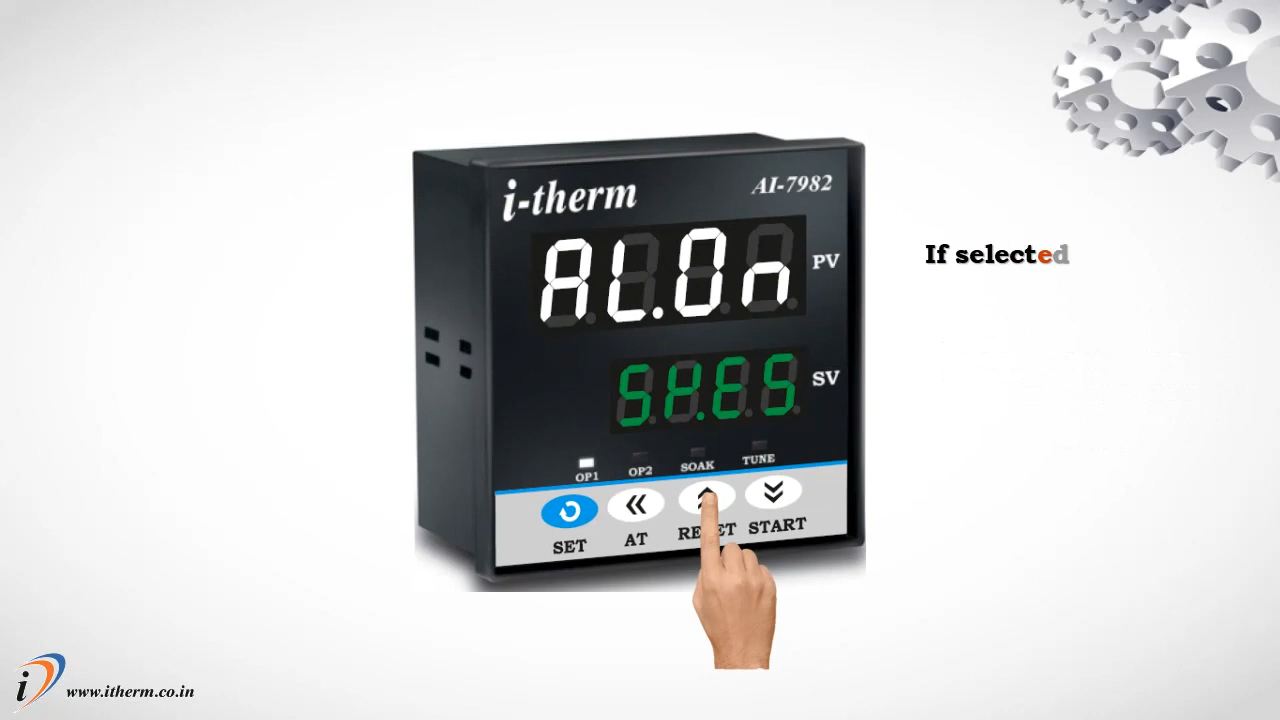 i-therm
AI-7982
AL.On
PV
If selected
SY.ES
SV
OP1
OP2
SOAK
TUNE
SET
AT
RESET
START
i
www.itherm.co.in